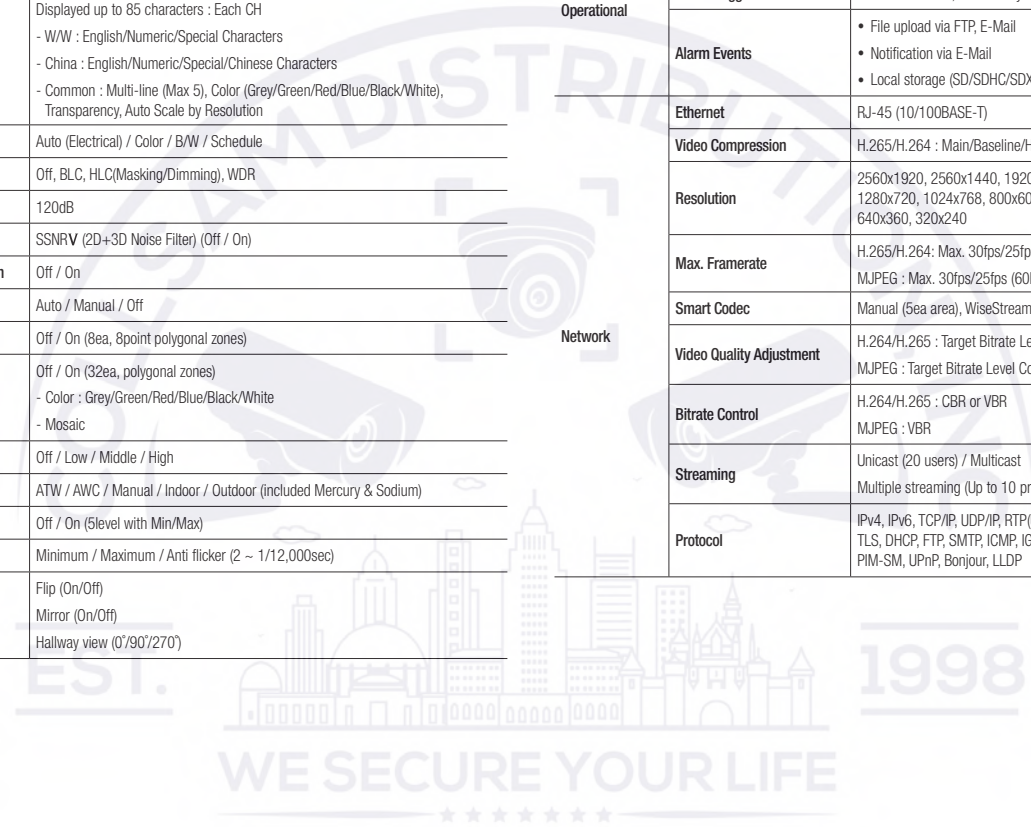 Displayed up to 85 characters : Each CH
- W/W : English/Numeric/Special Characters
- China : English/Numeric/Special/Chinese Characters
- Common : Multi-line (Max 5), Color (Grey/Green/Red/Blue/Black/White),
Transparency, Auto Scale by Resolution
Auto (Electrical) / Color / B/W / Schedule
Off, BLC, HLC(Masking/Dimming), WDR
120dB
SSNRV (2D+3D Noise Filter) (Off / On)
Off / On
Auto / Manual / Off
Off / On (8ea, 8point polygonal zones)
Off / On (32ea, polygonal zones)
- Color : Grey/Green/Red/Blue/Black/White
- Mosaic
Off / Low / Middle / High
ATW / AWC / Manual / Indoor / Outdoor (included Mercury & Sodium)
Off / On (5level with Min/Max)
Minimum / Maximum / Anti flicker (2 ~ 1/12,000sec)
Flip (On/Off)
Mirror (On/Off)
Hallway view (0˚/90˚/270˚)
Operational
Alarm Events
• File upload via FTP, E-Mail
• Notification via E-Mail
• Local storage (SD/SDHC/SDX
Network
Ethernet
RJ-45 (10/100BASE-T)
Video Compression
H.265/H.264 : Main/Baseline/H
Resolution
2560x1920, 2560x1440, 1920
1280x720, 1024x768, 800x60
640x360, 320x240
Max. Framerate
H.265/H.264: Max. 30fps/25fp
MJPEG : Max. 30fps/25fps (60
Smart Codec
Manual (5ea area), WiseStream
Video Quality Adjustment
H.264/H.265 : Target Bitrate Le
MJPEG : Target Bitrate Level Co
Bitrate Control
H.264/H.265 : CBR or VBR
MJPEG : VBR
Streaming
Unicast (20 users) / Multicast
Multiple streaming (Up to 10 pr
Protocol
IPv4, IPv6, TCP/IP, UDP/IP, RTP(
TLS, DHCP, FTP, SMTP, ICMP, IG
PIM-SM, UPnP, Bonjour, LLDP
SAM DISTRIBUTION
EST.
1998
WE SECURE YOUR LIFE